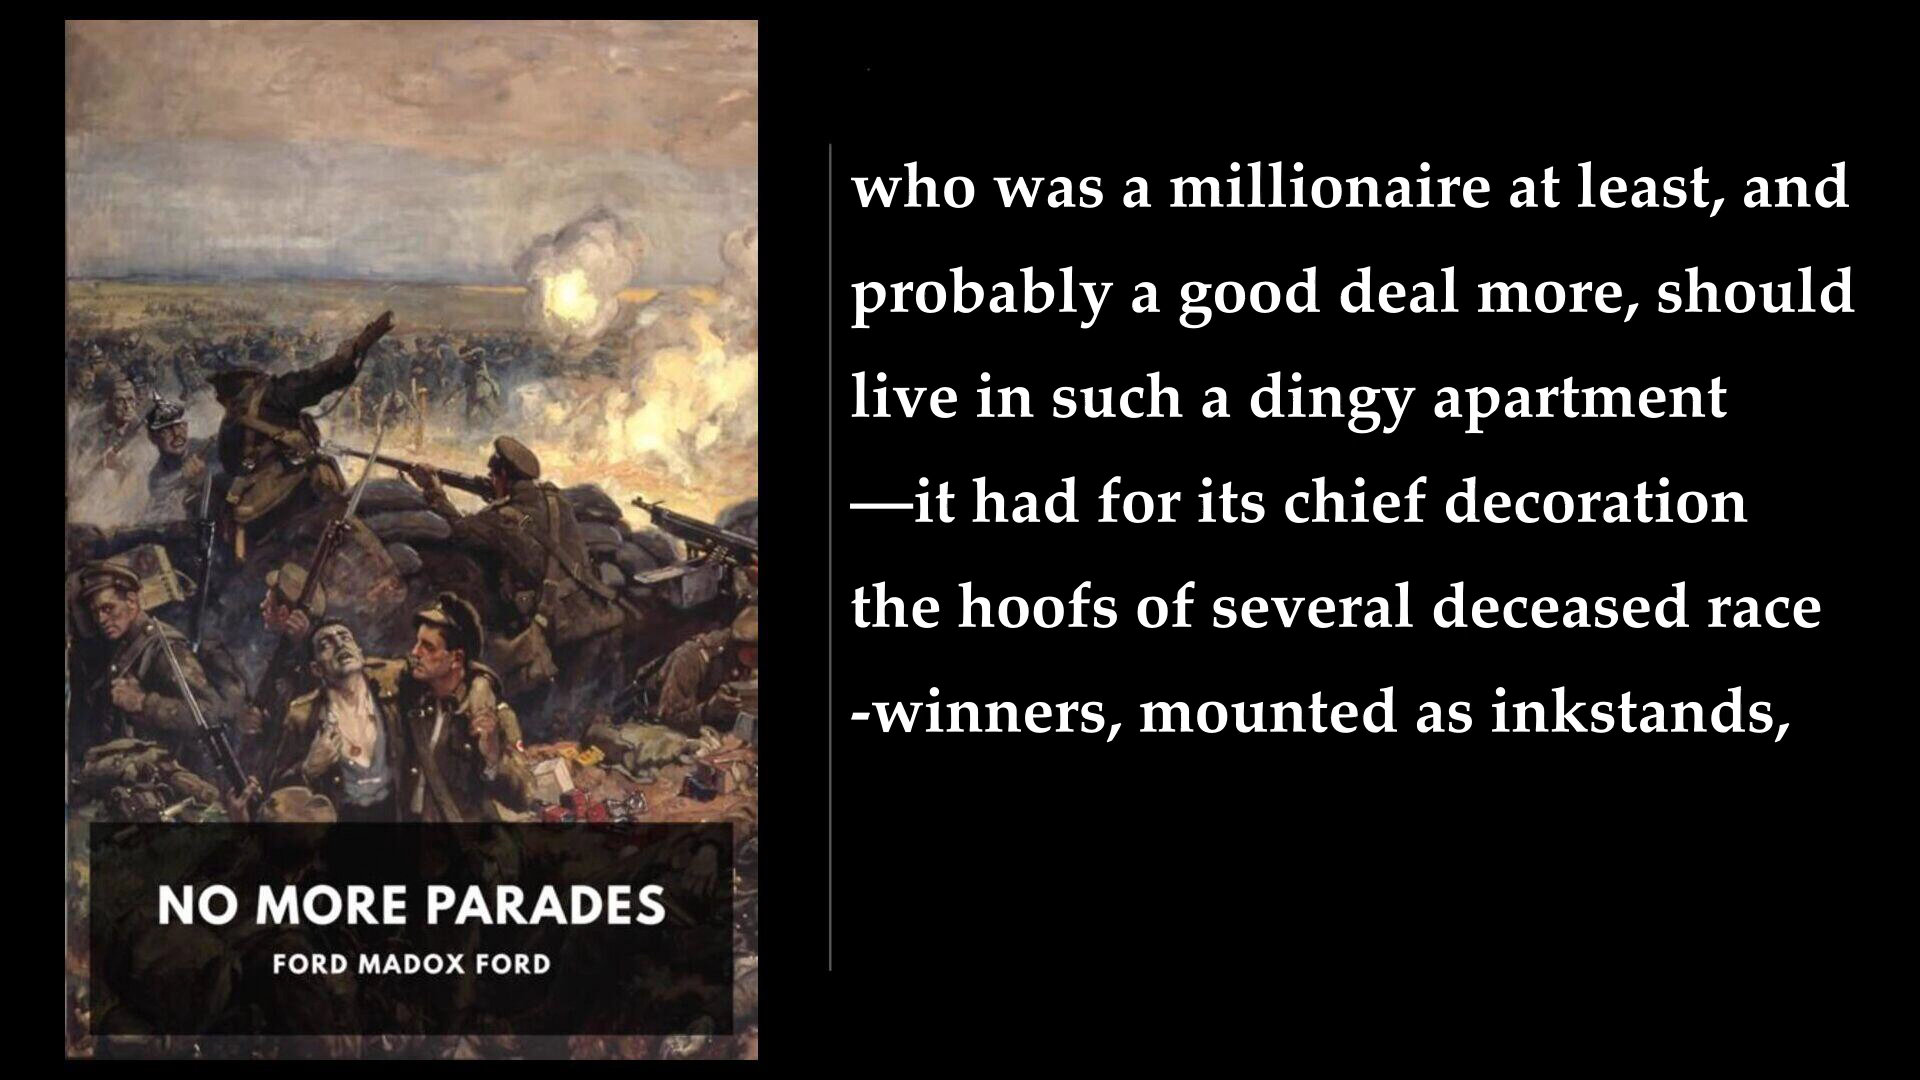 who was a millionaire at least, and
probably a good deal more, should
live in such a dingy apartment
—it had for its chief decoration
the hoofs of several deceased race
-winners, mounted as inkstands,
NO MORE PARADES
FORD MADOX FORD